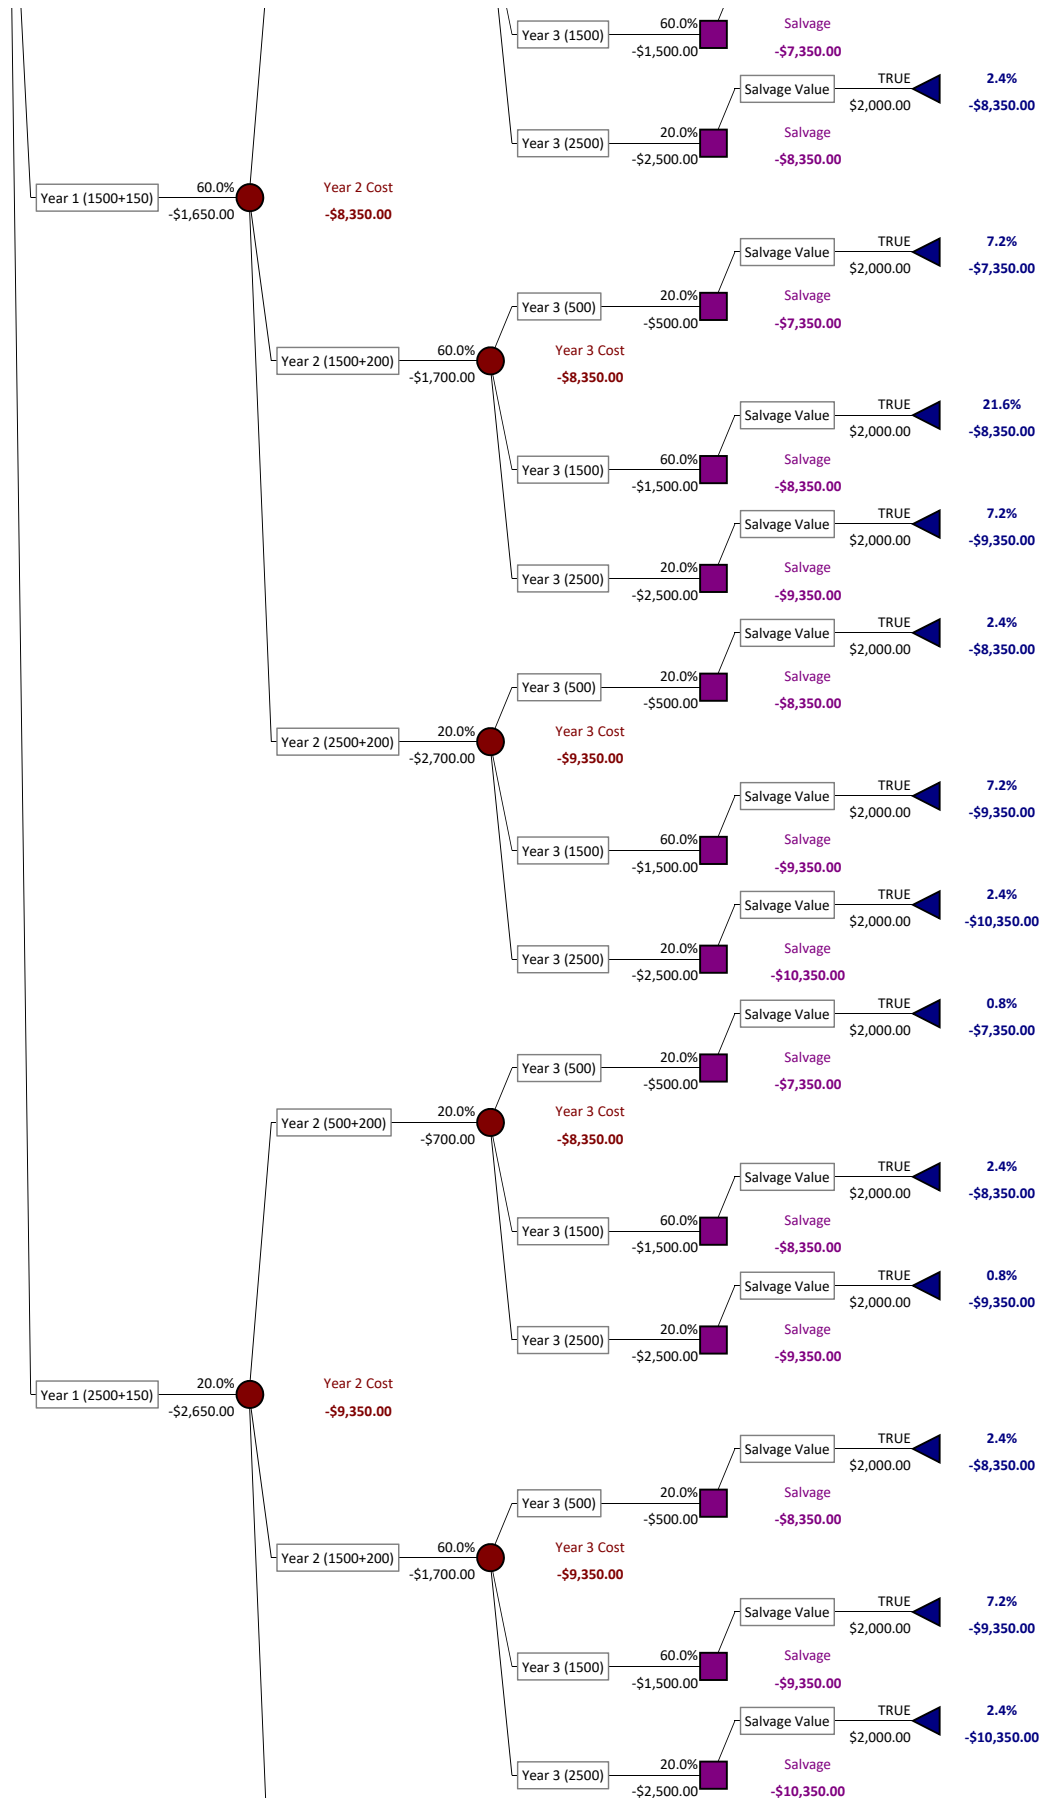 60.0% Salvage
Year 3 (1500)
-$1,500.00 -$7,350.00
TRUE 2.4%
Salvage Value
$2,000.00 -$8,350.00
20.0% Salvage
Year 3 (2500)
-$2,500.00 -$8,350.00
60.0% Year 2 Cost
Year 1 (1500+150)
-$1,650.00 -$8,350.00
TRUE 7.2%
Salvage Value
$2,000.00 -$7,350.00
20.0% Salvage
Year 3 (500)
-$500.00 -$7,350.00
60.0% Year 3 Cost
Year 2 (1500+200)
-$1,700.00 -$8,350.00
TRUE 21.6%
Salvage Value
$2,000.00 -$8,350.00
60.0% Salvage
Year 3 (1500)
-$1,500.00 -$8,350.00
TRUE 7.2%
Salvage Value
$2,000.00 -$9,350.00
20.0% Salvage
Year 3 (2500)
-$2,500.00 -$9,350.00
TRUE 2.4%
Salvage Value
$2,000.00 -$8,350.00
20.0% Salvage
Year 3 (500)
-$500.00 -$8,350.00
20.0% Year 3 Cost
Year 2 (2500+200)
-$2,700.00 -$9,350.00
TRUE 7.2%
Salvage Value
$2,000.00 -$9,350.00
60.0% Salvage
Year 3 (1500)
-$1,500.00 -$9,350.00
TRUE 2.4%
Salvage Value
$2,000.00 -$10,350.00
20.0% Salvage
Year 3 (2500)
-$2,500.00 -$10,350.00
TRUE 0.8%
Salvage Value
$2,000.00 -$7,350.00
20.0% Salvage
Year 3 (500)
-$500.00 -$7,350.00
20.0% Year 3 Cost
Year 2 (500+200)
-$700.00 -$8,350.00
TRUE 2.4%
Salvage Value
$2,000.00 -$8,350.00
60.0% Salvage
Year 3 (1500)
-$1,500.00 -$8,350.00
TRUE 0.8%
Salvage Value
$2,000.00 -$9,350.00
20.0% Salvage
Year 3 (2500)
-$2,500.00 -$9,350.00
20.0% Year 2 Cost
Year 1 (2500+150)
-$2,650.00 -$9,350.00
TRUE 2.4%
Salvage Value
$2,000.00 -$8,350.00
20.0% Salvage
Year 3 (500)
-$500.00 -$8,350.00
60.0% Year 3 Cost
Year 2 (1500+200)
-$1,700.00 -$9,350.00
TRUE 7.2%
Salvage Value
$2,000.00 -$9,350.00
60.0% Salvage
Year 3 (1500)
-$1,500.00 -$9,350.00
TRUE 2.4%
Salvage Value
$2,000.00 -$10,350.00
20.0% Salvage
Year 3 (2500)
-$2,500.00 -$10,350.00